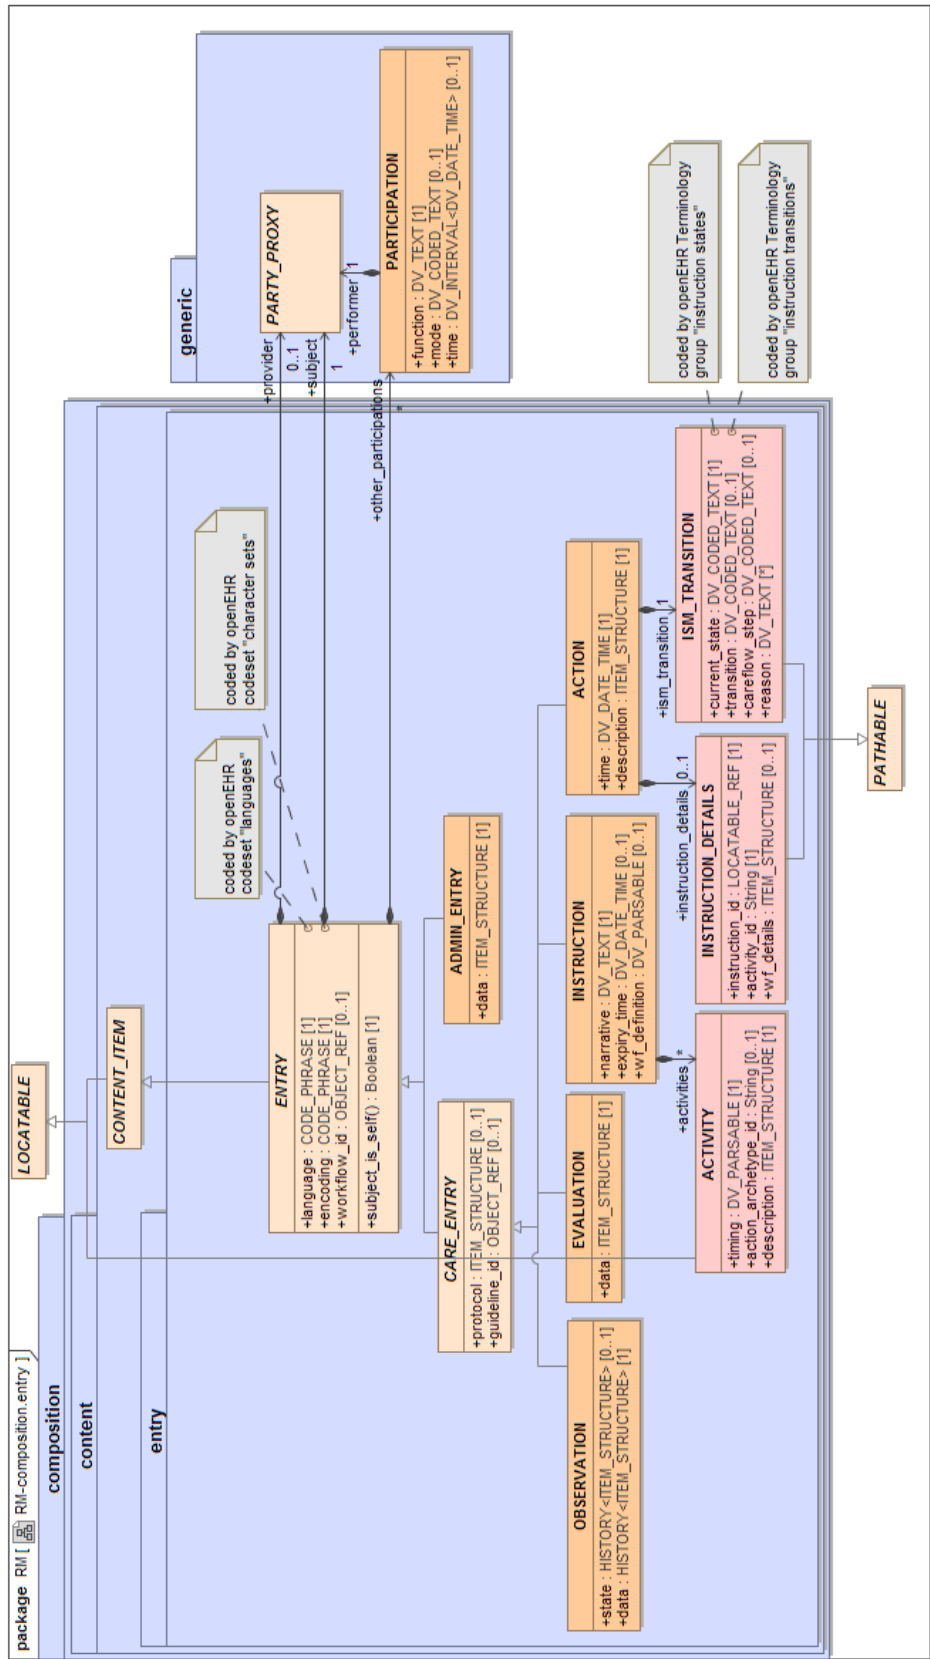 package RM [ RM-composition.entry ]
composition
content
entry
LOCATABLE
CONTENT_ITEM
coded by openEHR
codeset "languages"
coded by openEHR
codeset "character sets"
generic
ENTRY
+language : CODE_PHRASE [1]
+encoding : CODE_PHRASE [1]
+workflow_id : OBJECT_REF [0..1]
+subject_is_self() : Boolean [1]
+provider
0..1
+subject
1
PARTY_PROXY
+performer
1
+other_participations
*
PARTICIPATION
+function : DV_TEXT [1]
+mode : DV_CODED_TEXT [0..1]
+time : DV_INTERVAL<DV_DATE_TIME> [0..1]
CARE_ENTRY
+protocol : ITEM_STRUCTURE [0..1]
+guideline_id : OBJECT_REF [0..1]
ADMIN_ENTRY
+data : ITEM_STRUCTURE [1]
OBSERVATION
+state : HISTORY<ITEM_STRUCTURE> [0..1]
+data : HISTORY<ITEM_STRUCTURE> [1]
EVALUATION
+data : ITEM_STRUCTURE [1]
INSTRUCTION
+narrative : DV_TEXT [1]
+expiry_time : DV_DATE_TIME [0..1]
+wf_definition : DV_PARSABLE [0..1]
ACTION
+time : DV_DATE_TIME [1]
+description : ITEM_STRUCTURE [1]
+activities
*
+instruction_details
0..1
+ism_transition
1
ACTIVITY
+timing : DV_PARSABLE [1]
+action_archetype_id : String [0..1]
+description : ITEM_STRUCTURE [1]
INSTRUCTION_DETAILS
+instruction_id : LOCATABLE_REF [1]
+activity_id : String [1]
+wf_details : ITEM_STRUCTURE [0..1]
ISM_TRANSITION
+current_state : DV_CODED_TEXT [1]
+transition : DV_CODED_TEXT [0..1]
+careflow_step : DV_CODED_TEXT [0..1]
+reason : DV_TEXT [*]
coded by openEHR Terminology
group "instruction states"
coded by openEHR Terminology
group "instruction transitions"
PATHABLE